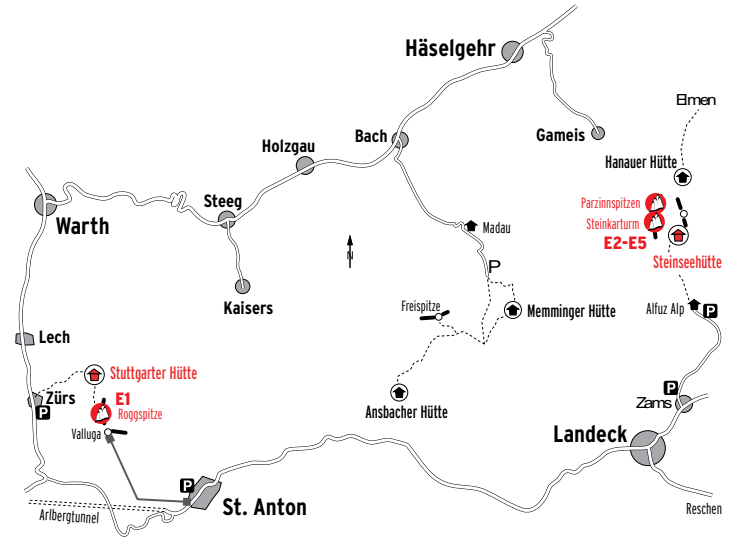 Häselgehr
Elmen
Bach
Gameis
Holzgau
Hanauer Hütte
Steeg
Parzinnspitzen
Warth
Steinkarturm
Madau
E2-E5
N
Steinseehütte
P
Kaisers
Freispitze
Memminger Hütte
Alfuz Alp
P
Lech
Stuttgarter Hütte
P
Zürs
E1
Zams
P
Roggspitze
Ansbacher Hütte
Valluga
Landeck
P
St. Anton
Reschen
Arlbergtunnel